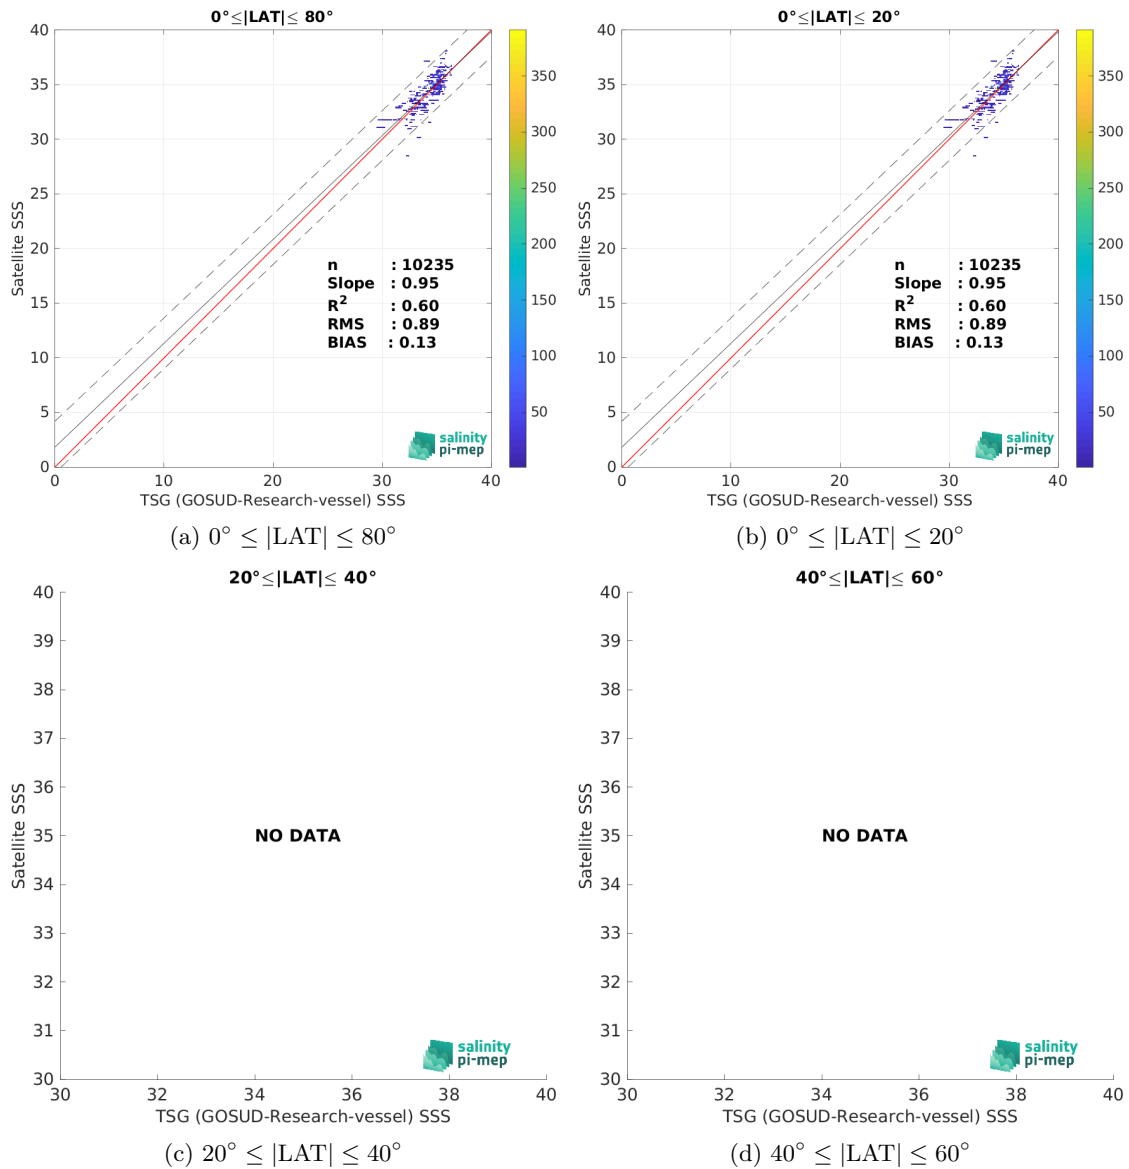 0°≤|LAT|≤ 80°
40
35
30
25
20
15
10
5
0
Satellite SSS
n : 10235
Slope : 0.95
R² : 0.60
RMS : 0.89
BIAS : 0.13
salinity
pi-mep
0 10 20 30 40
TSG (GOSUD-Research-vessel) SSS
350
300
250
200
150
100
50
(a) 0° ≤ |LAT| ≤ 80°
0°≤|LAT|≤ 20°
40
35
30
25
20
15
10
5
0
Satellite SSS
n : 10235
Slope : 0.95
R² : 0.60
RMS : 0.89
BIAS : 0.13
salinity
pi-mep
0 10 20 30 40
TSG (GOSUD-Research-vessel) SSS
350
300
250
200
150
100
50
(b) 0° ≤ |LAT| ≤ 20°
20°≤|LAT|≤ 40°
40
39
38
37
36
35
34
33
32
31
30
Satellite SSS
NO DATA
salinity
pi-mep
30 32 34 36 38 40
TSG (GOSUD-Research-vessel) SSS
(c) 20° ≤ |LAT| ≤ 40°
40°≤|LAT|≤ 60°
40
39
38
37
36
35
34
33
32
31
30
Satellite SSS
NO DATA
salinity
pi-mep
30 32 34 36 38 40
TSG (GOSUD-Research-vessel) SSS
(d) 40° ≤ |LAT| ≤ 60°